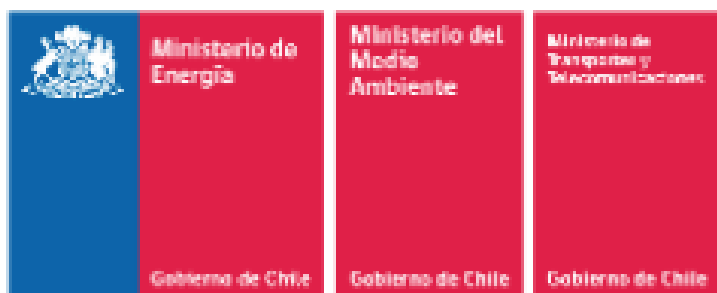 Ministerio de
Energía
Gobierno de Chile
Ministerio del
Medio
Ambiente
Gobierno de Chile
Ministerio de
Transportes y
Telecomunicaciones
Gobierno de Chile